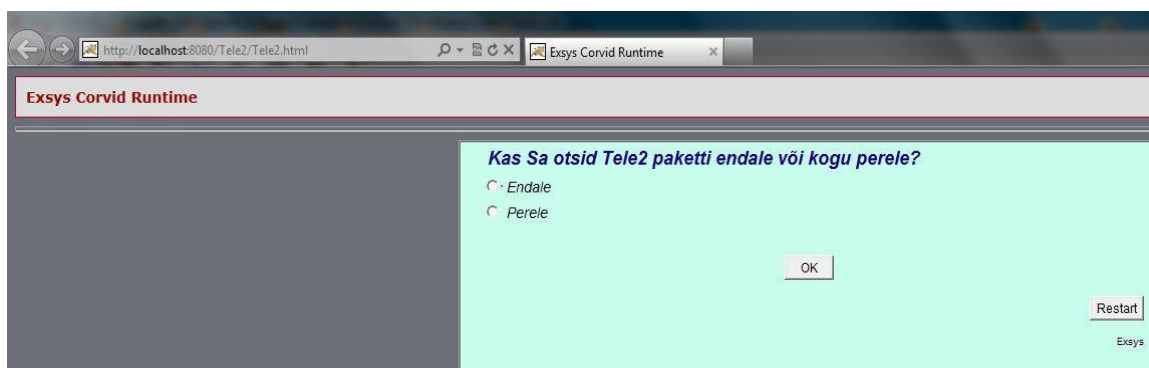 http://localhost:8080/Tele2/Tele2.html
Exsys Corvid Runtime
Exsys Corvid Runtime
Kas Sa otsid Tele2 paketti endale või kogu perele?
Endale
Perele
OK
Restart
Exsys